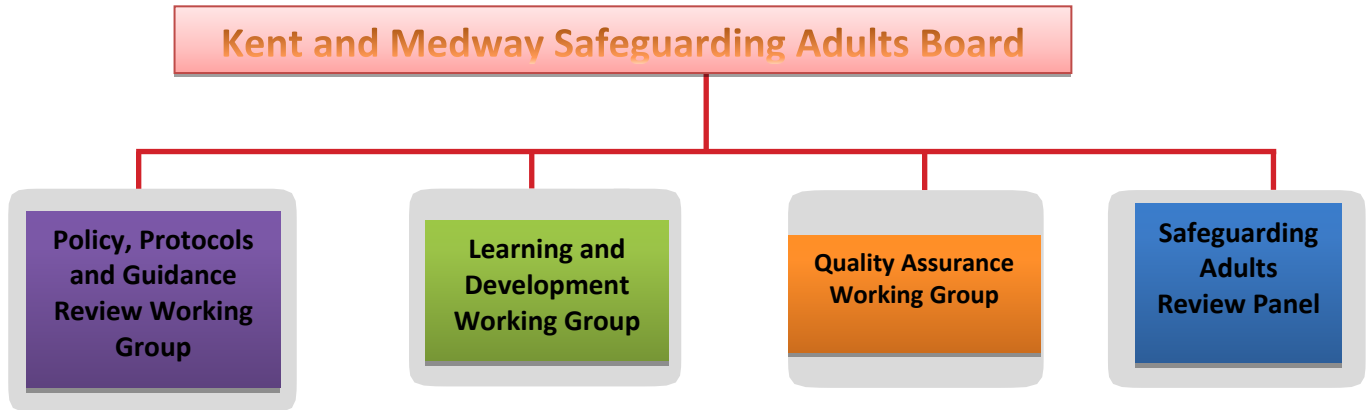 Kent and Medway Safeguarding Adults Board
Policy, Protocols
and Guidance
Review Working
Group
Learning and
Development
Working Group
Quality Assurance
Working Group
Safeguarding
Adults
Review Panel